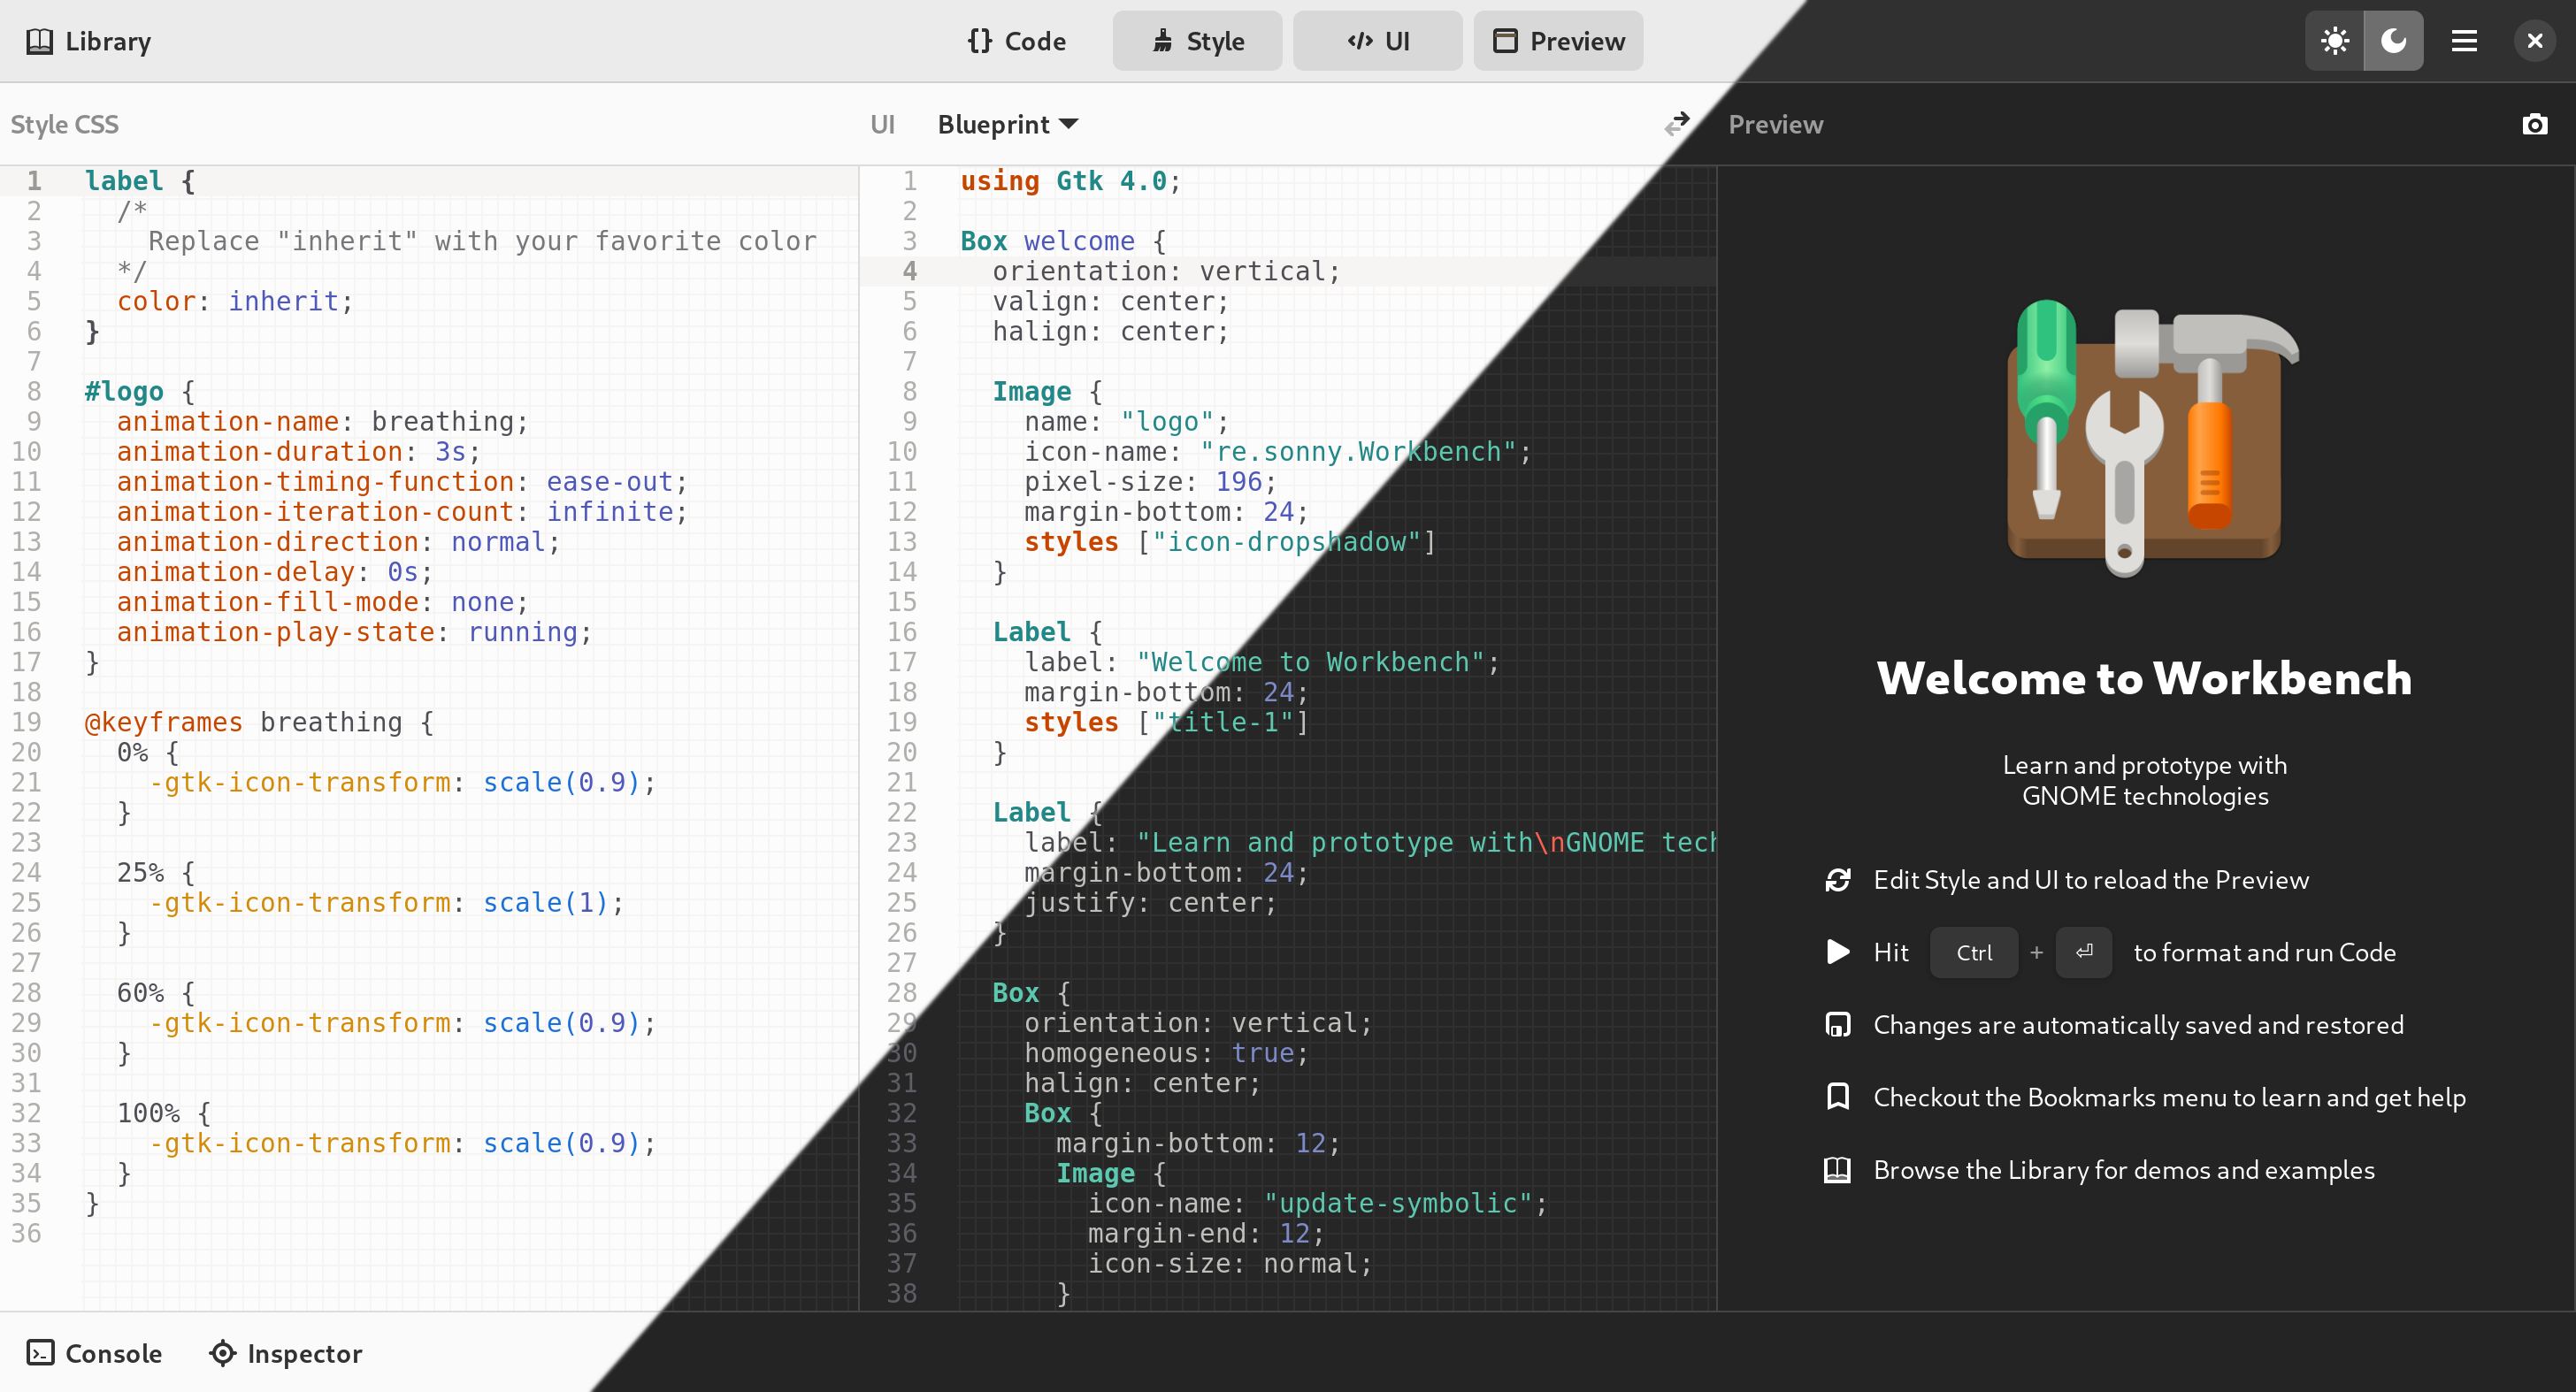 Library
Code
Style
UI
Preview
Style CSS
1 label {
2   /*
3     Replace "inherit" with your favorite color
4   */
5   color: inherit;
6 }
7
8 #logo {
9   animation-name: breathing;
10   animation-duration: 3s;
11   animation-timing-function: ease-out;
12   animation-iteration-count: infinite;
13   animation-direction: normal;
14   animation-delay: 0s;
15   animation-fill-mode: none;
16   animation-play-state: running;
17 }
18
19 @keyframes breathing {
20   0% {
21     -gtk-icon-transform: scale(0.9);
22   }
23
24   25% {
25     -gtk-icon-transform: scale(1);
26   }
27
28   60% {
29     -gtk-icon-transform: scale(0.9);
30   }
31
32   100% {
33     -gtk-icon-transform: scale(0.9);
34   }
35 }
36
UI
Blueprint
1 using Gtk 4.0;
2
3 Box welcome {
4   orientation: vertical;
5   valign: center;
6   halign: center;
7
8   Image {
9     name: "logo";
10     icon-name: "re.sonny.Workbench";
11     pixel-size: 196;
12     margin-bottom: 24;
13     styles ["icon-dropshadow"]
14   }
15
16   Label {
17     label: "Welcome to Workbench";
18     margin-bottom: 24;
19     styles ["title-1"]
20   }
21
22   Label {
23     label: "Learn and prototype with\nGNOME tech
24     margin-bottom: 24;
25     justify: center;
26   }
27
28   Box {
29     orientation: vertical;
30     homogeneous: true;
31     halign: center;
32     Box {
33       margin-bottom: 12;
34       Image {
35         icon-name: "update-symbolic";
36         margin-end: 12;
37         icon-size: normal;
38       }
Preview
Welcome to Workbench
Learn and prototype with
GNOME technologies
Edit Style and UI to reload the Preview
Hit Ctrl + ⏎ to format and run Code
Changes are automatically saved and restored
Checkout the Bookmarks menu to learn and get help
Browse the Library for demos and examples
Console
Inspector